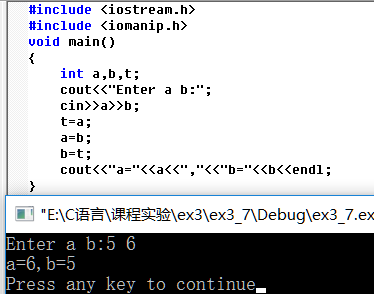 #include <iostream.h>
#include <iomanip.h>
void main()
{
    int a,b,t;
    cout<<"Enter a b:";
    cin>>a>>b;
    t=a;
    a=b;
    b=t;
    cout<<"a="<<a<<","<<"b="<<b<<endl;
}
"E:\C语言\课程实验\ex3\ex3_7\Debug\ex3_7.ex
Enter a b:5 6
a=6,b=5
Press any key to continue